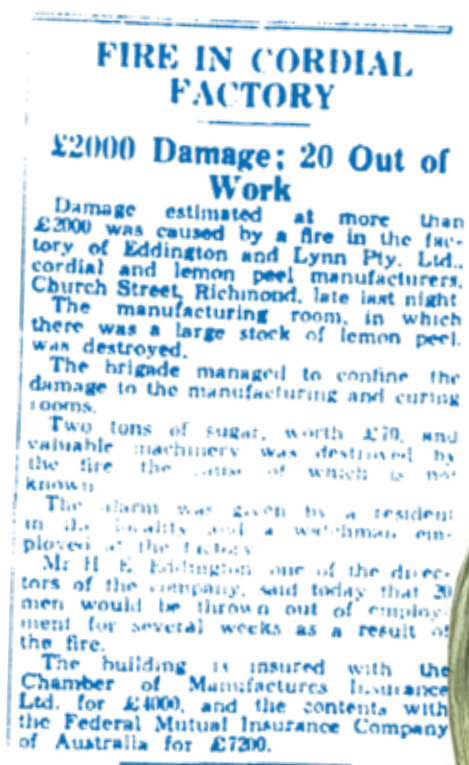 FIRE IN CORDIAL
FACTORY
£2000 Damage; 20 Out of
Work
Damage estimated at more than
£2000 was caused by a fire in the fac-
tory of Eddington and Lynn Pty. Ltd.,
cordial and lemon peel manufacturers,
Church Street, Richmond, late last night
The manufacturing room, in which
there was a large stock of lemon peel,
was destroyed.
The brigade managed to confine the
damage to the manufacturing and curing
rooms.
Two tons of sugar, worth £70, and
valuable machinery was destroyed by
the fire the cause of which is not
known
The alarm was given by a resident
in the locality and a watchman em-
ployed at the factory
Mr H. E. Eddington one of the direc-
tors of the company, said today that 20
men would be thrown out of employ-
ment for several weeks as a result of
the fire.
The building is insured with the
Chamber of Manufactures Insurance
Ltd. for £4000, and the contents with
the Federal Mutual Insurance Company
of Australia for £7200.